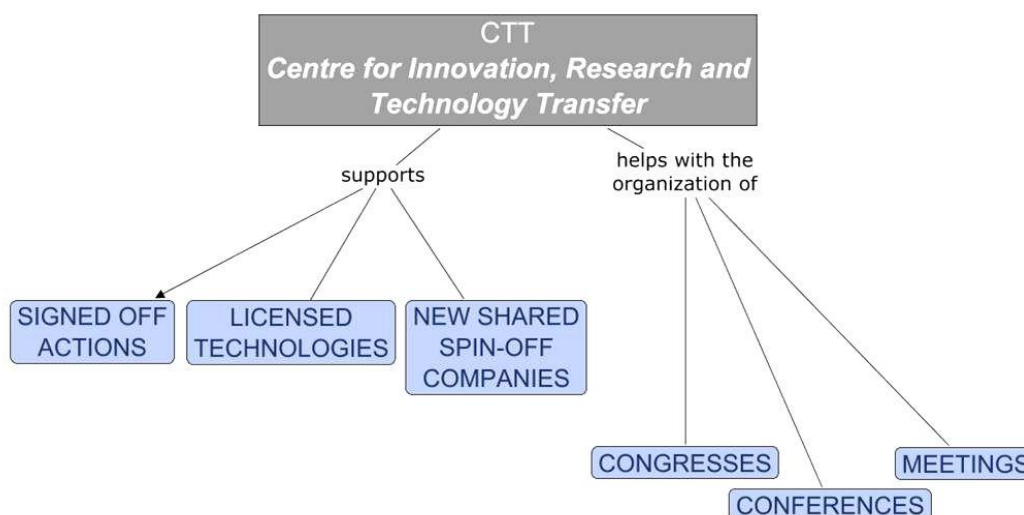 CTT
Centre for Innovation, Research and
Technology Transfer
supports
helps with the
organization of
SIGNED OFF
ACTIONS
LICENSED
TECHNOLOGIES
NEW SHARED
SPIN-OFF
COMPANIES
CONGRESSES
CONFERENCES
MEETINGS